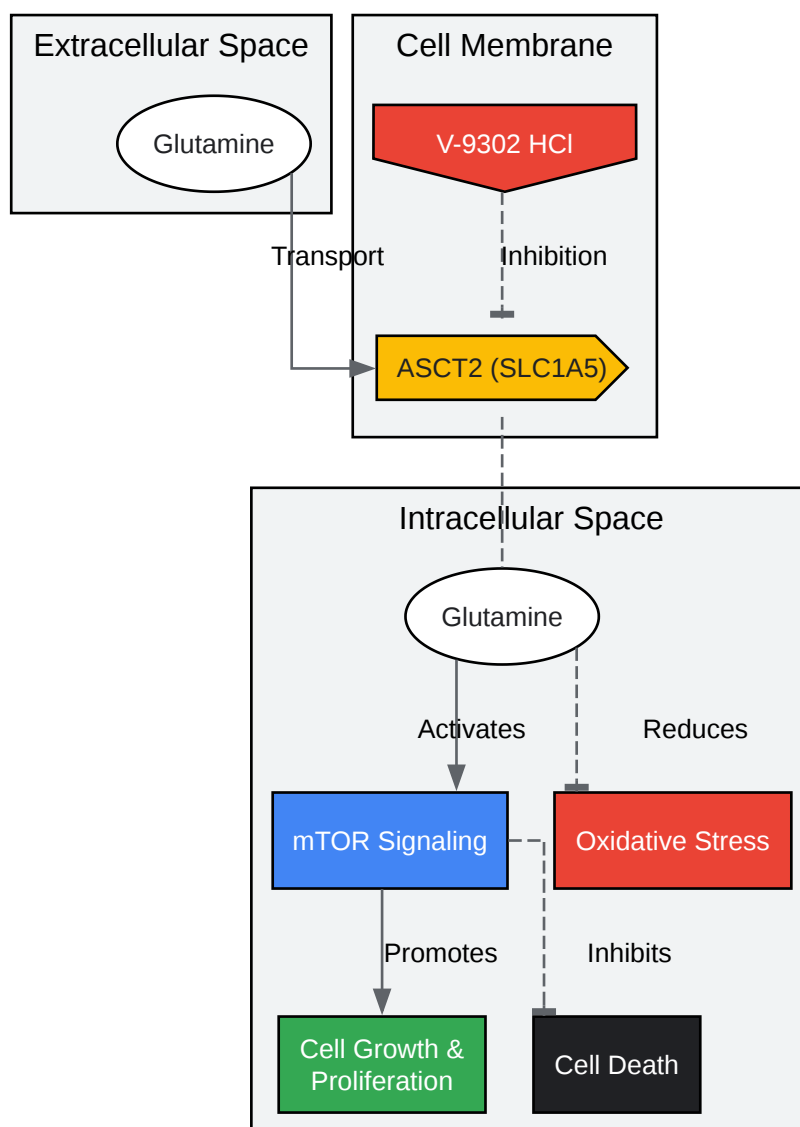 Extracellular Space
Cell Membrane
Glutamine
V-9302 HCl
Transport
Inhibition
ASCT2 (SLC1A5)
Intracellular Space
Glutamine
Activates
Reduces
mTOR Signaling
Oxidative Stress
Promotes
Inhibits
Cell Growth &
Proliferation
Cell Death